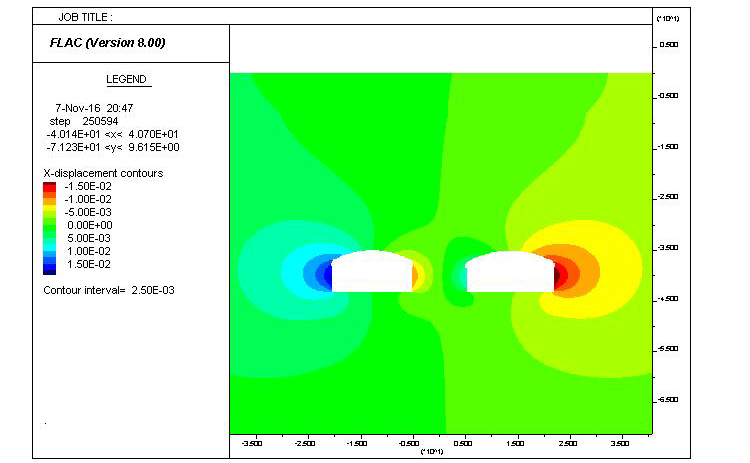 JOB TITLE :
FLAC (Version 8.00)
LEGEND
7-Nov-16 20:47
step 250594
-4.014E+01 <x< 4.070E+01
-7.123E+01 <y< 9.615E+00
X-displacement contours
-1.50E-02
-1.00E-02
-5.00E-03
0.00E+00
5.00E-03
1.00E-02
1.50E-02
Contour interval= 2.50E-03
(*10^1)
0.500
-0.500
-1.500
-2.500
-3.500
-4.500
-5.500
-6.500
-3.500 -2.500 -1.500 -0.500 0.500 1.500 2.500 3.500
(*10^1)